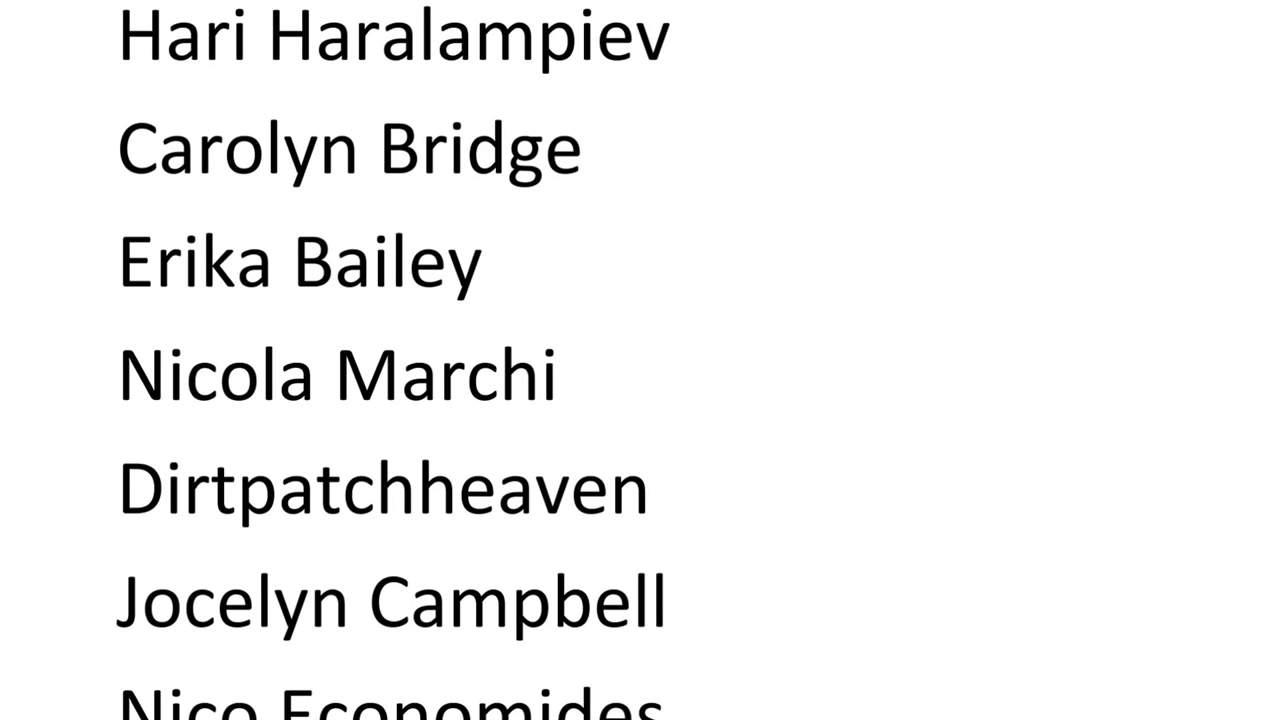 Hari Haralampiev
Carolyn Bridge
Erika Bailey
Nicola Marchi
Dirtpatchheaven
Jocelyn Campbell
Nico Economides